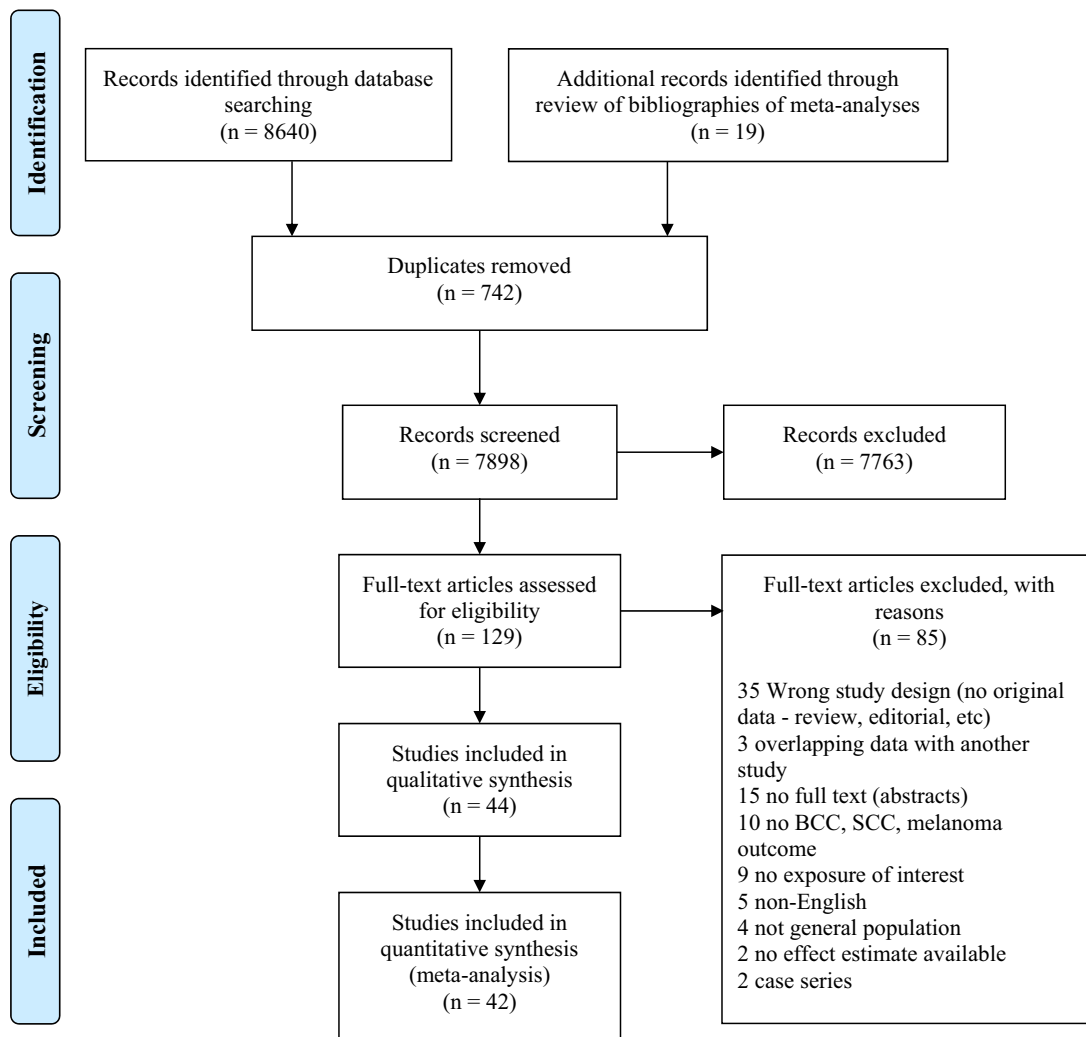 Identification
Records identified through database
searching
(n = 8640)
Additional records identified through
review of bibliographies of meta-analyses
(n = 19)
Duplicates removed
(n = 742)
Screening
Records screened
(n = 7898)
Records excluded
(n = 7763)
Eligibility
Full-text articles assessed
for eligibility
(n = 129)
Full-text articles excluded, with
reasons
(n = 85)
35 Wrong study design (no original
data - review, editorial, etc)
3 overlapping data with another
study
15 no full text (abstracts)
10 no BCC, SCC, melanoma
outcome
9 no exposure of interest
5 non-English
4 not general population
2 no effect estimate available
2 case series
Studies included in
qualitative synthesis
(n = 44)
Included
Studies included in
quantitative synthesis
(meta-analysis)
(n = 42)